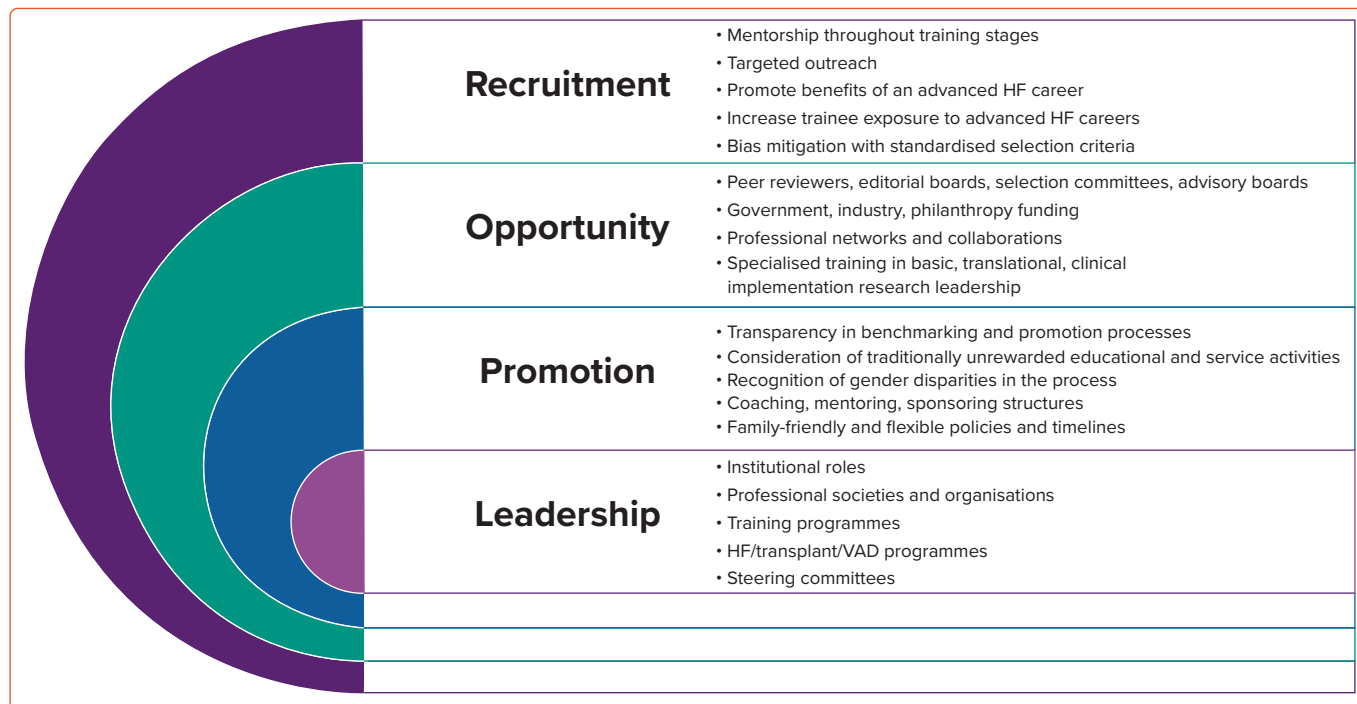 Recruitment
• Mentorship throughout training stages
• Targeted outreach
• Promote benefits of an advanced HF career
• Increase trainee exposure to advanced HF careers
• Bias mitigation with standardised selection criteria
Opportunity
• Peer reviewers, editorial boards, selection committees, advisory boards
• Government, industry, philanthropy funding
• Professional networks and collaborations
• Specialised training in basic, translational, clinical
implementation research leadership
Promotion
• Transparency in benchmarking and promotion processes
• Consideration of traditionally unrewarded educational and service activities
• Recognition of gender disparities in the process
• Coaching, mentoring, sponsoring structures
• Family-friendly and flexible policies and timelines
Leadership
• Institutional roles
• Professional societies and organisations
• Training programmes
• HF/transplant/VAD programmes
• Steering committees